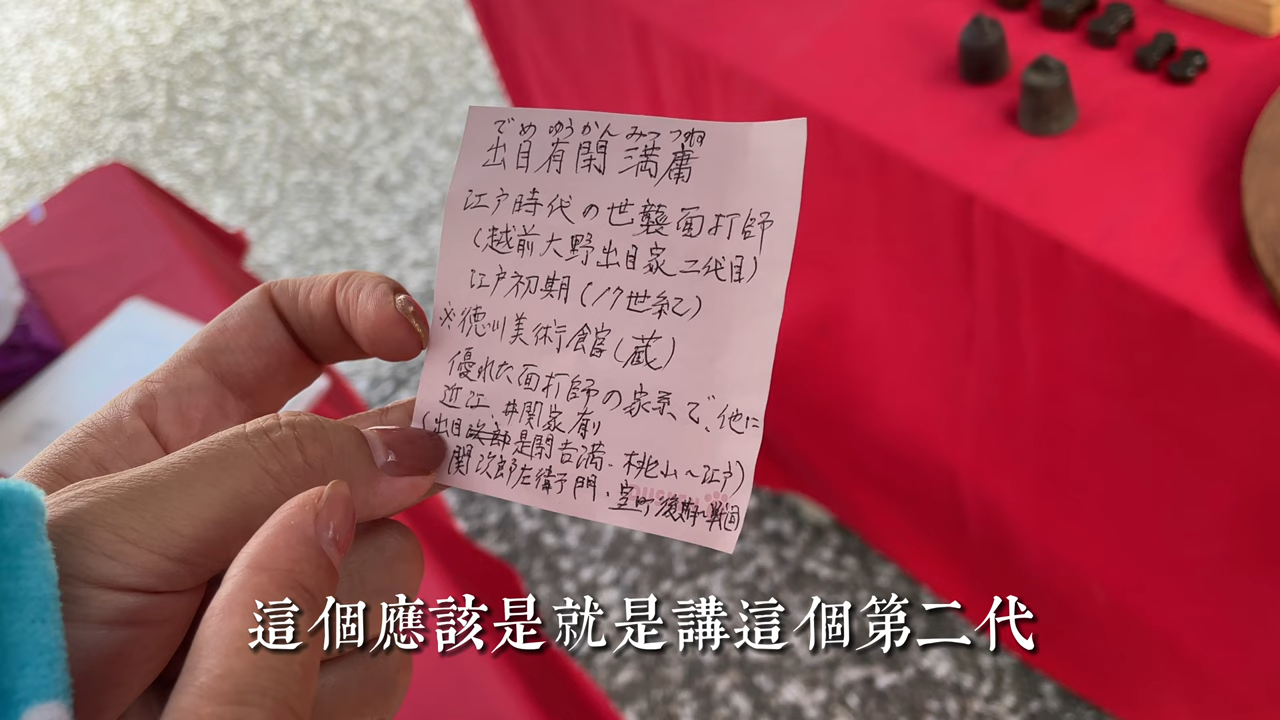 でめ ゆうかん みつつね
出目有閑 満庸
江戸時代の世襲面打師
(越前大野出目家二代目)
江戸初期(17世紀)
※徳川美術館(蔵)
優れた面打師の家系で、他に
近江、井関家有り
(出目 是閑吉満、桃山～江戸)
関次郎左衛門、室町後期～戦国
這個應該是就是講這個第二代